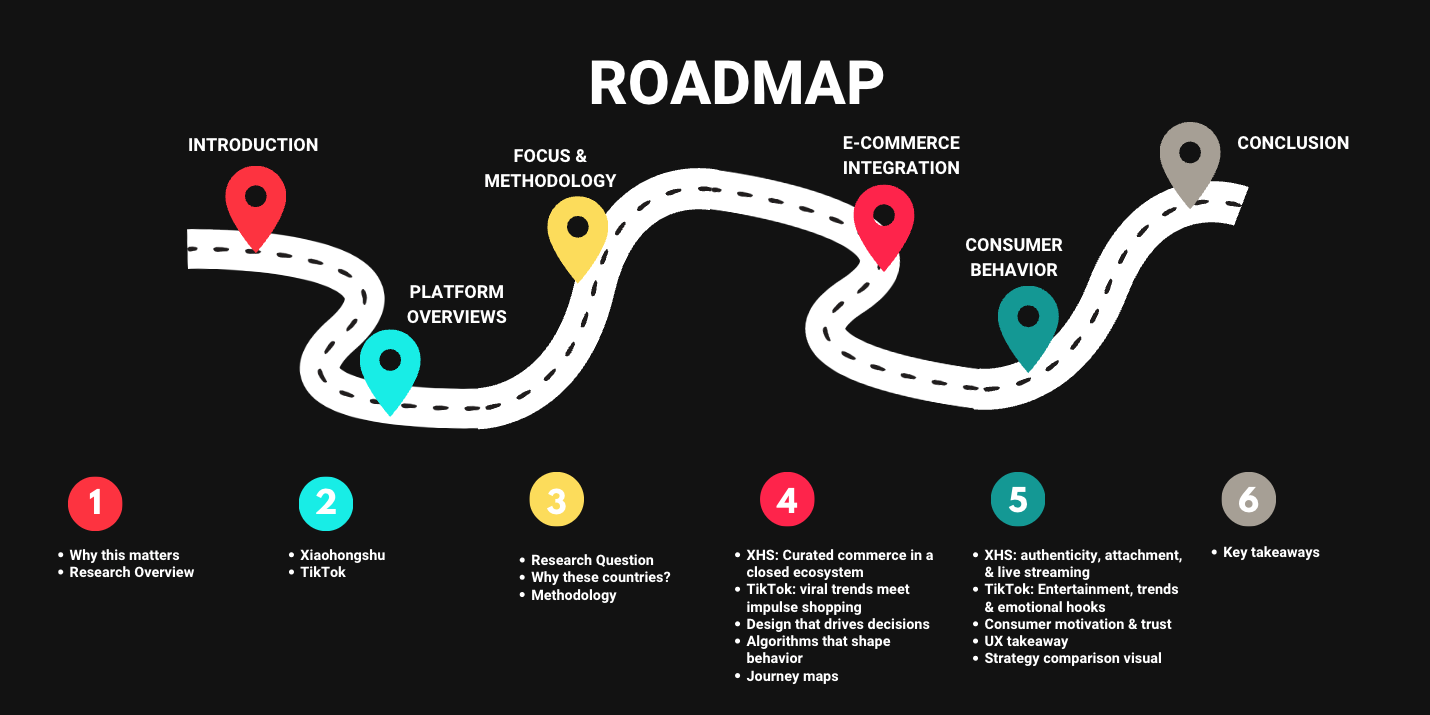 ROADMAP
INTRODUCTION
FOCUS &
METHODOLOGY
E-COMMERCE
INTEGRATION
CONCLUSION
PLATFORM
OVERVIEWS
CONSUMER
BEHAVIOR
1
• Why this matters
• Research Overview
2
• Xiaohongshu
• TikTok
3
• Research Question
• Why these countries?
• Methodology
4
• XHS: Curated commerce in a
closed ecosystem
• TikTok: viral trends meet
impulse shopping
• Design that drives decisions
• Algorithms that shape
behavior
• Journey maps
5
• XHS: authenticity, attachment,
& live streaming
• TikTok: Entertainment, trends
& emotional hooks
• Consumer motivation & trust
• UX takeaway
• Strategy comparison visual
6
• Key takeaways